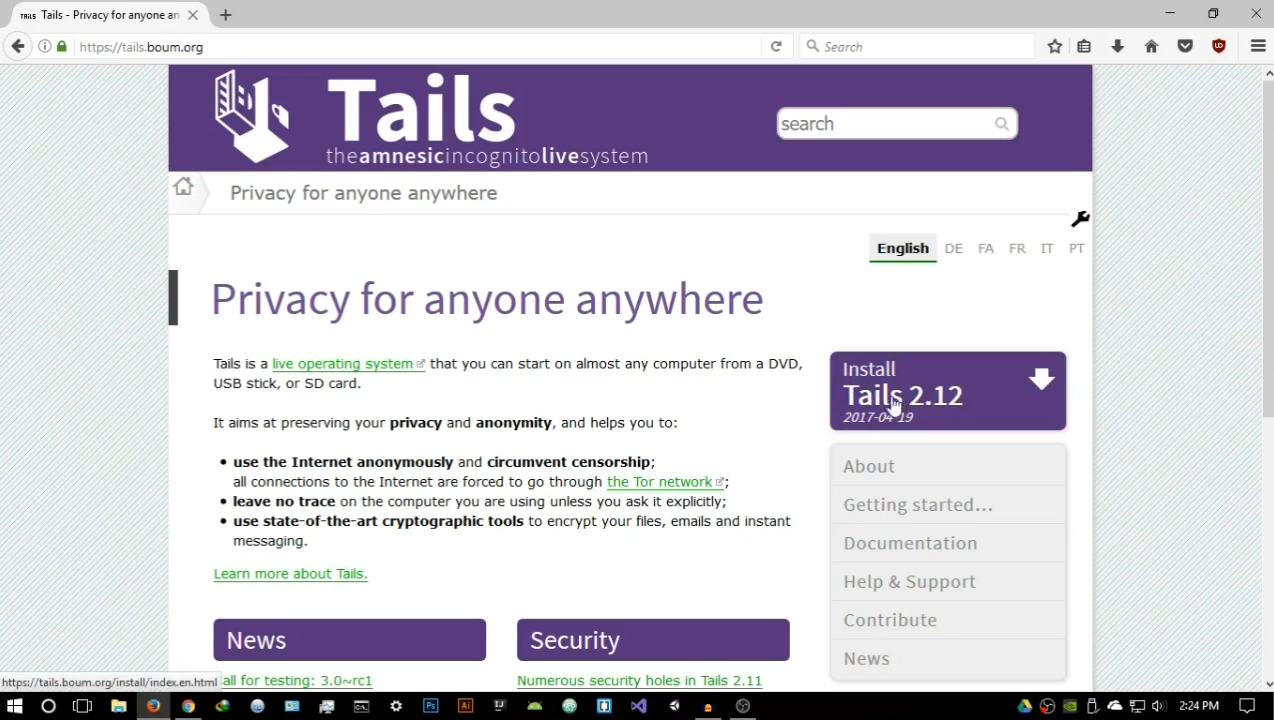 TAILS Tails - Privacy for anyone an
https://tails.boum.org
Search
Tails
theamnesicincognitolivesystem
search
Privacy for anyone anywhere
English DE FA FR IT PT
Privacy for anyone anywhere
Tails is a live operating system that you can start on almost any computer from a DVD,
USB stick, or SD card.
It aims at preserving your privacy and anonymity, and helps you to:
• use the Internet anonymously and circumvent censorship;
all connections to the Internet are forced to go through the Tor network;
• leave no trace on the computer you are using unless you ask it explicitly;
• use state-of-the-art cryptographic tools to encrypt your files, emails and instant
messaging.
Learn more about Tails.
Install
Tails 2.12
2017-04-19
About
Getting started…
Documentation
Help & Support
Contribute
News
News
Security
all for testing: 3.0~rc1
Numerous security holes in Tails 2.11
https://tails.boum.org/install/index.en.html
Ps
Ai
IJ
2:24 PM